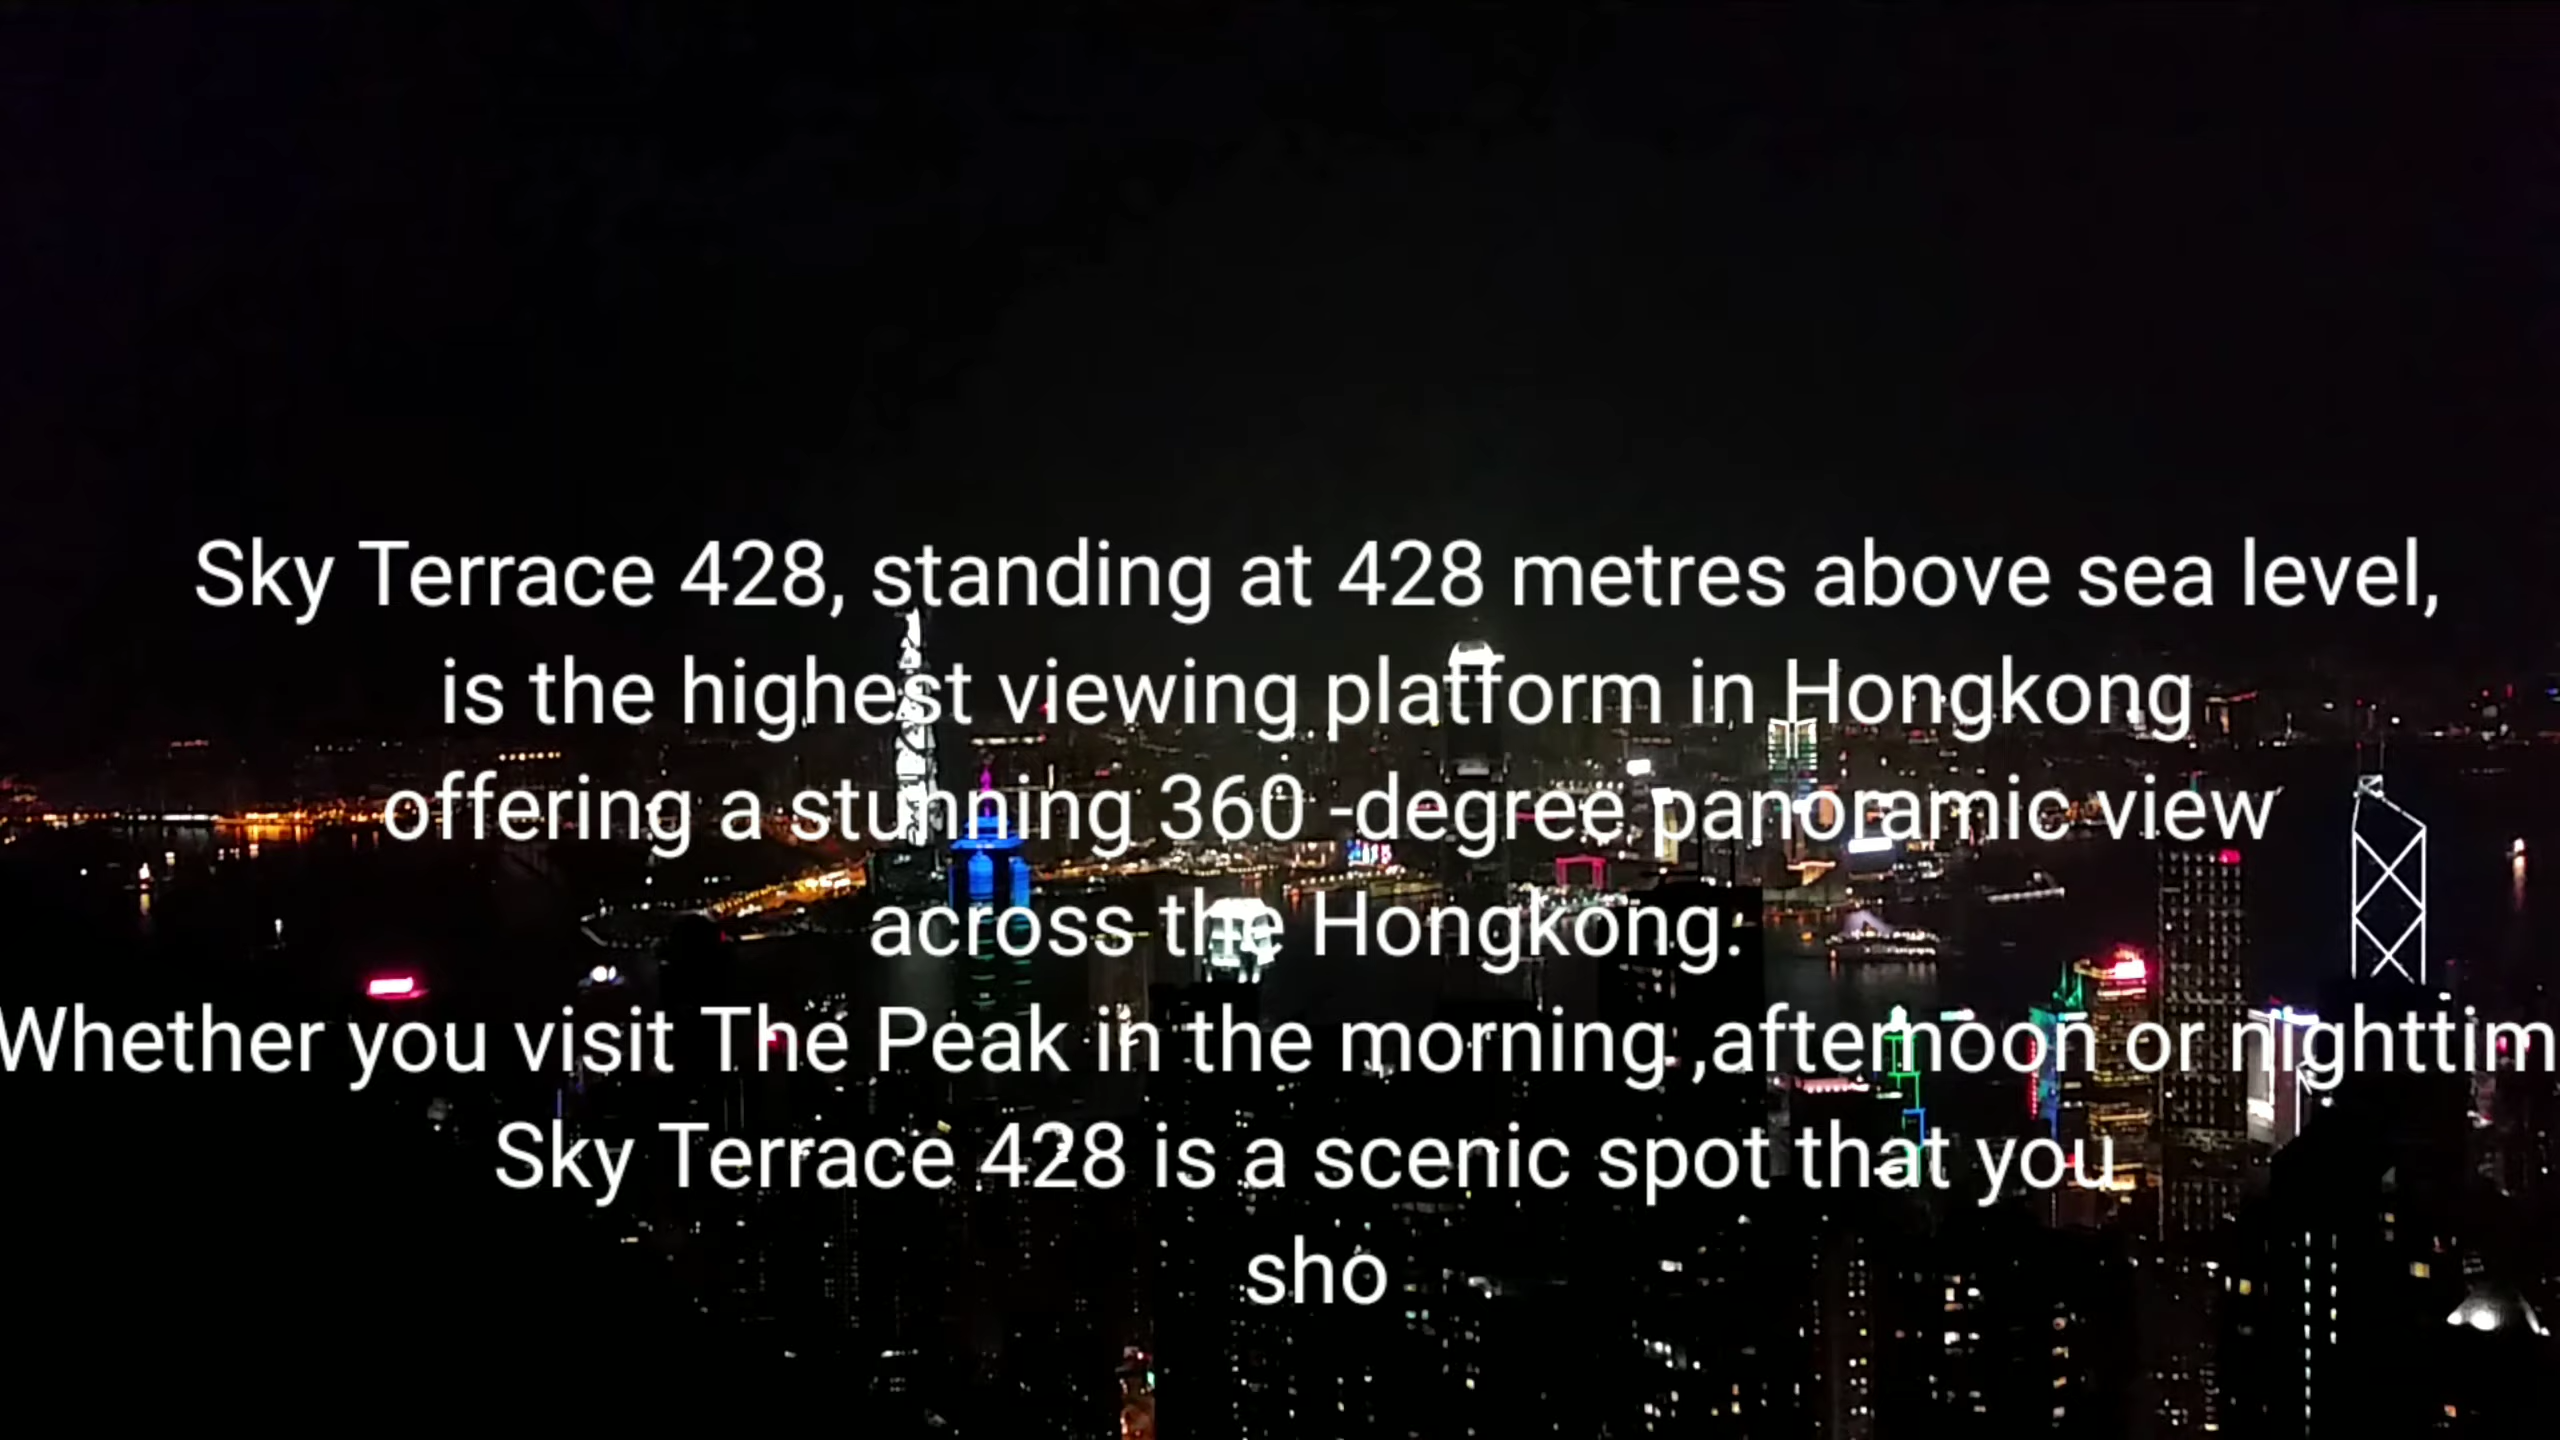 Sky Terrace 428, standing at 428 metres above sea level,
is the highest viewing platform in Hongkong
offering a stunning 360 -degree panoramic view
across the Hongkong.
Whether you visit The Peak in the morning ,afternoon or nighttim
Sky Terrace 428 is a scenic spot that you
sho